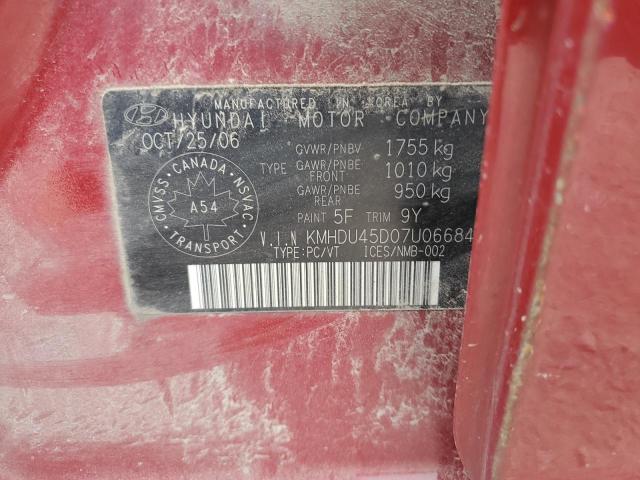 MANUFACTURED IN KOREA BY
HYUNDAI MOTOR COMPANY
OCT/25/06
GVWR/PNBV 1755 kg
TYPE GAWR/PNBE FRONT 1010 kg
GAWR/PNBE REAR 950 kg
CMVSS CANADA NSVAC
A54
TRANSPORT
PAINT 5F TRIM 9Y
V.I.N KMHDU45D07U06684
TYPE:PC/VT ICES/NMB-002